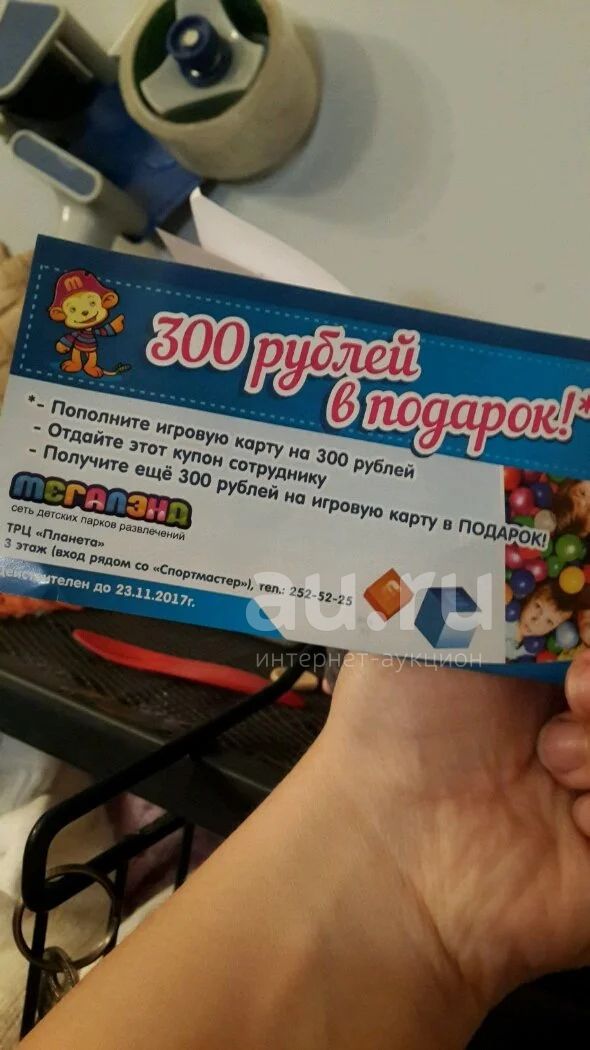 300 рублей
в подарок!*
*- Пополните игровую карту на 300 рублей
- Отдайте этот купон сотруднику
- Получите ещё 300 рублей на игровую карту в ПОДАРОК!
мегалэнд
сеть детских парков развлечений
ТРЦ «Планета»
3 этаж (вход рядом со «Спортмастер»), тел.: 252-52-25
действителен до 23.11.2017г.
au.ru
интернет-аукцион